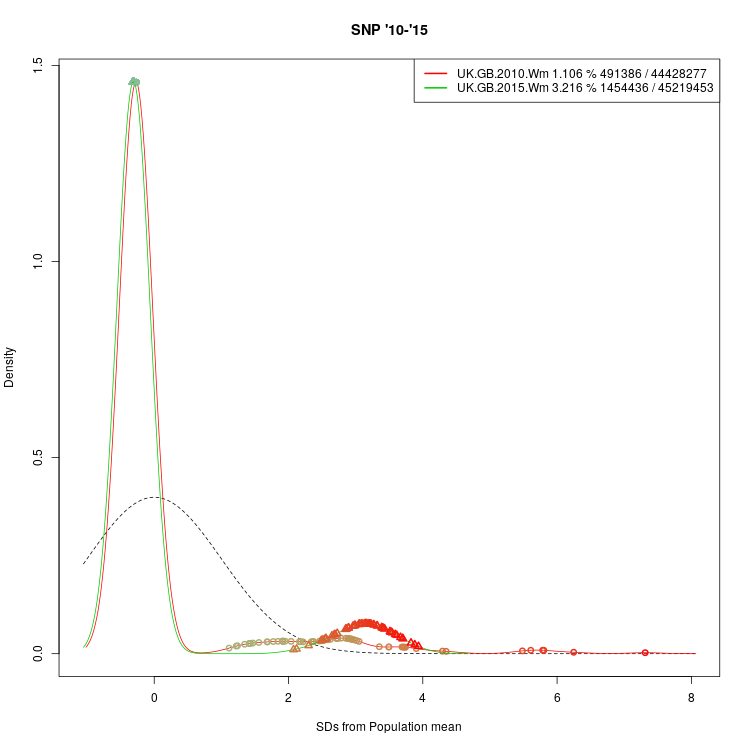 SNP '10-'15
UK.GB.2010.Wm 1.106 % 491386 / 44428277
UK.GB.2015.Wm 3.216 % 1454436 / 45219453
1.5
1.0
0.5
0.0
Density
0 2 4 6 8
SDs from Population mean